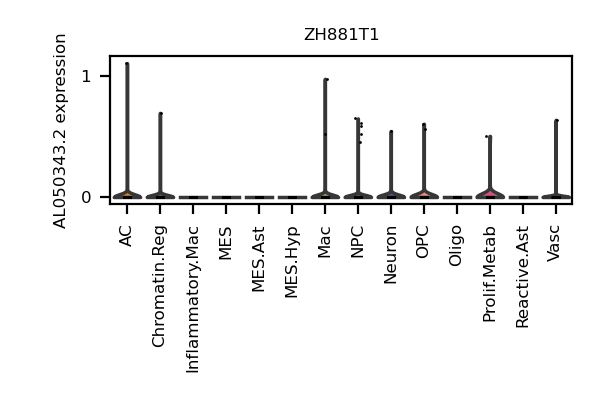 ZH881T1
AL050343.2 expression
1
0
AC
Chromatin.Reg
Inflammatory.Mac
MES
MES.Ast
MES.Hyp
Mac
NPC
Neuron
OPC
Oligo
Prolif.Metab
Reactive.Ast
Vasc